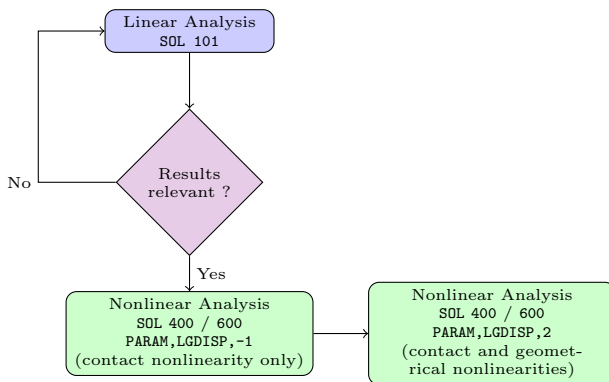 Linear Analysis
SOL 101
Results
relevant ?
No
Yes
Nonlinear Analysis
SOL 400 / 600
PARAM,LGDISP,-1
(contact nonlinearity only)
Nonlinear Analysis
SOL 400 / 600
PARAM,LGDISP,2
(contact and geomet-
rical nonlinearities)